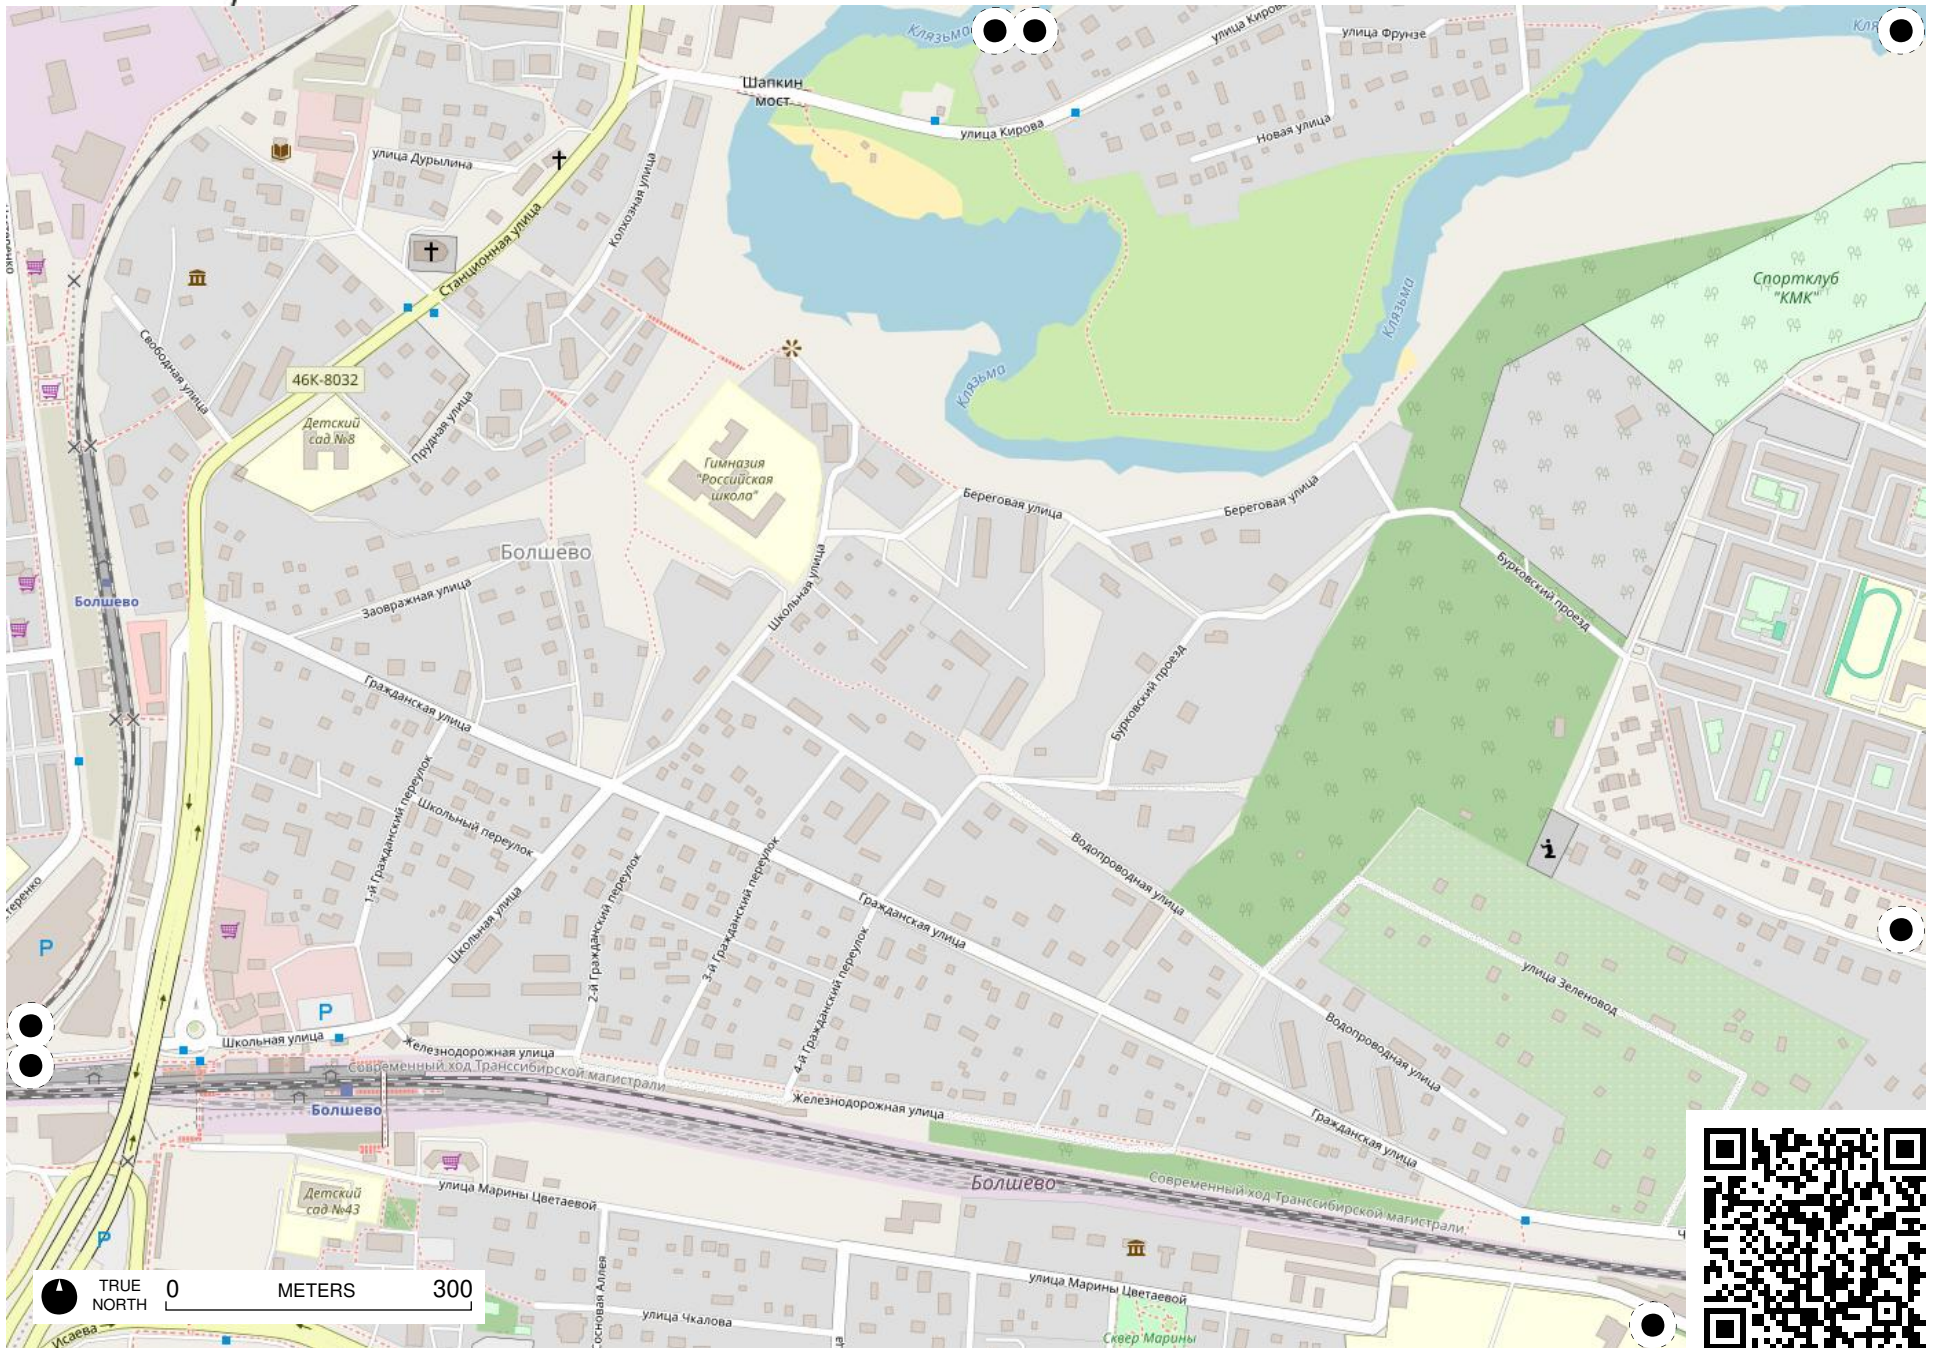 Клязьма
улица Кирова
улица Фрунзе
Шапкин
мост
улица Кирова
Новая улица
улица Дурылина
Колхозная улица
Станционная улица
Спортклуб
"КМК"
Клязьма
Свободная улица
46К-8032
Клязьма
Детский
сад №8
Прудная улица
Гимназия
"Российская
школа"
Береговая улица
Береговая улица
Болшево
Бурковский проезд
Болшево
Заовражная улица
Школьная улица
Гражданская улица
Бурковский проезд
1-й Гражданский переулок
Школьный переулок
2-й Гражданский переулок
3-й Гражданский переулок
Водопроводная улица
Школьная улица
Гражданская улица
4-й Гражданский переулок
P
улица Зеленовод
P
Водопроводная улица
Школьная улица
Железнодорожная улица
Современный ход Транссибирской магистрали
Болшево
Железнодорожная улица
Гражданская улица
Болшево
Современный ход Транссибирской магистрали
Детский
сад №43
улица Марины Цветаевой
P
улица Марины Цветаевой
Сосновая Аллея
улица Чкалова
Сквер Марины
Исаева
TRUE
NORTH
0 METERS 300